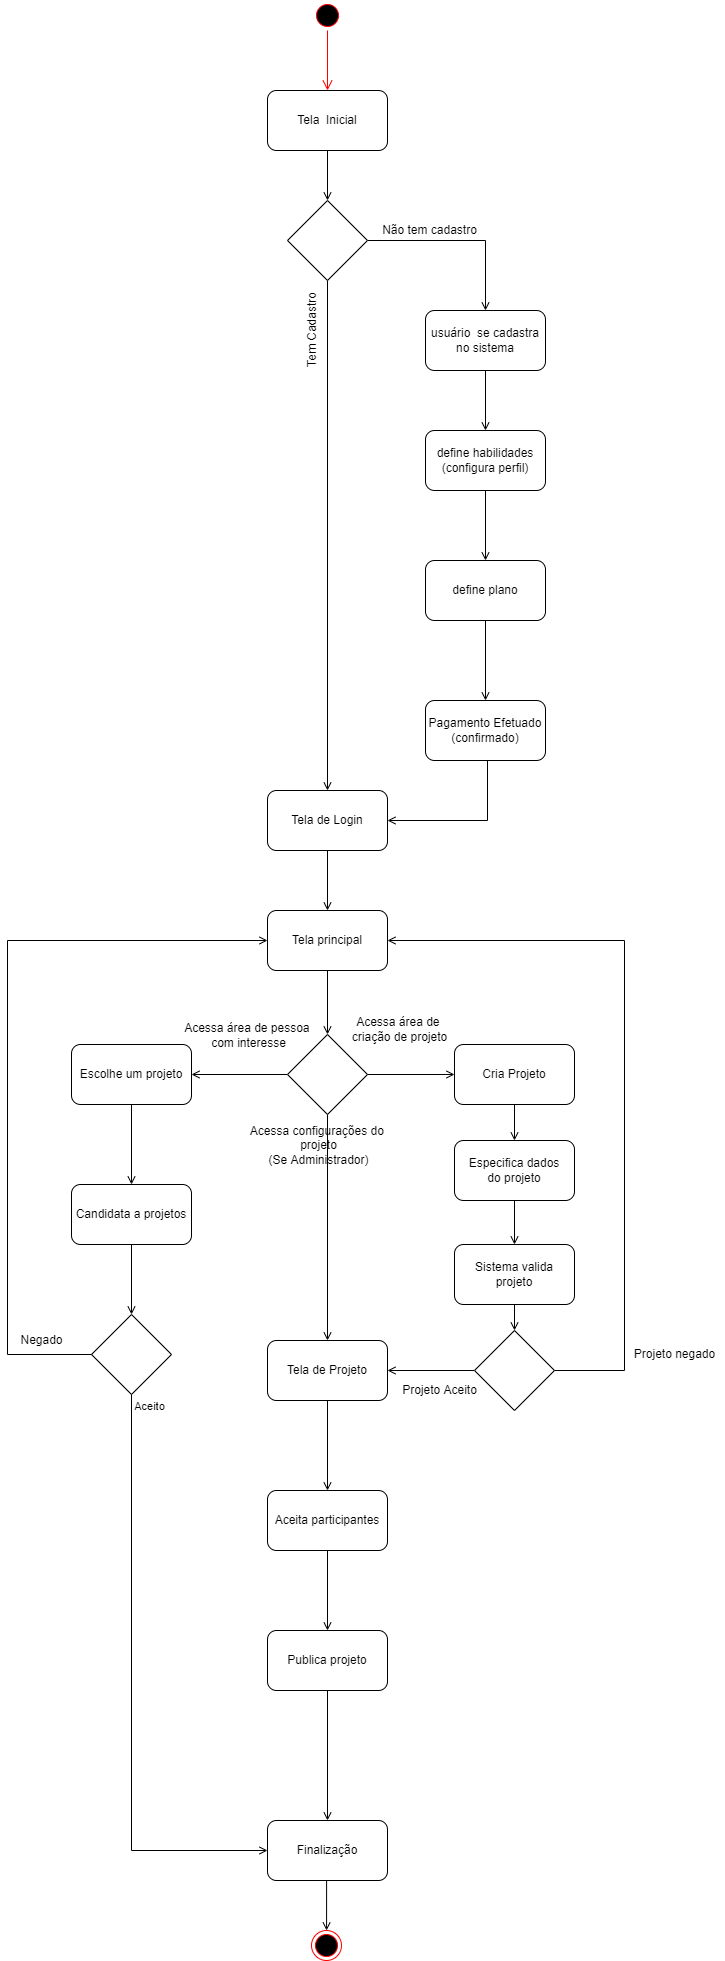 Tela  Inicial
Não tem cadastro
Tem Cadastro
usuário  se cadastra
no sistema
define habilidades
(configura perfil)
define plano
Pagamento Efetuado
(confirmado)
Tela de Login
Tela principal
Acessa área de pessoa
com interesse
Acessa área de
criação de projeto
Escolhe um projeto
Cria Projeto
Acessa configurações do
projeto
(Se Administrador)
Especifica dados
do projeto
Candidata a projetos
Sistema valida
projeto
Negado
Projeto negado
Tela de Projeto
Projeto Aceito
Aceito
Aceita participantes
Publica projeto
Finalização